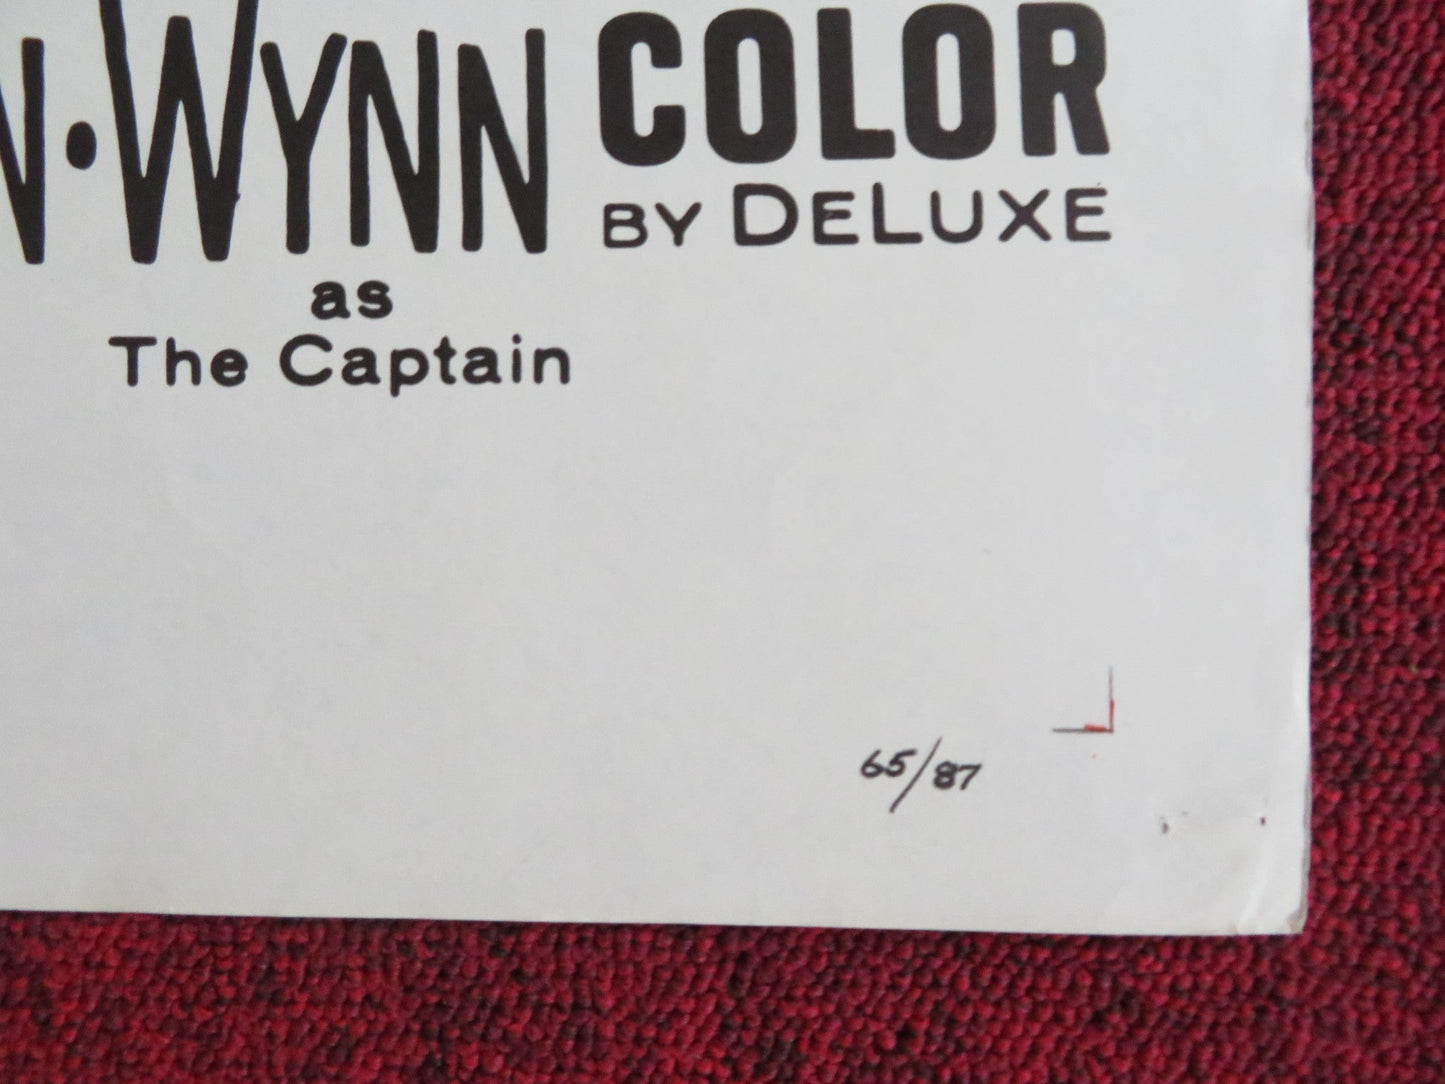 N·WYNN COLOR
BY DELUXE
as
The Captain
65/87